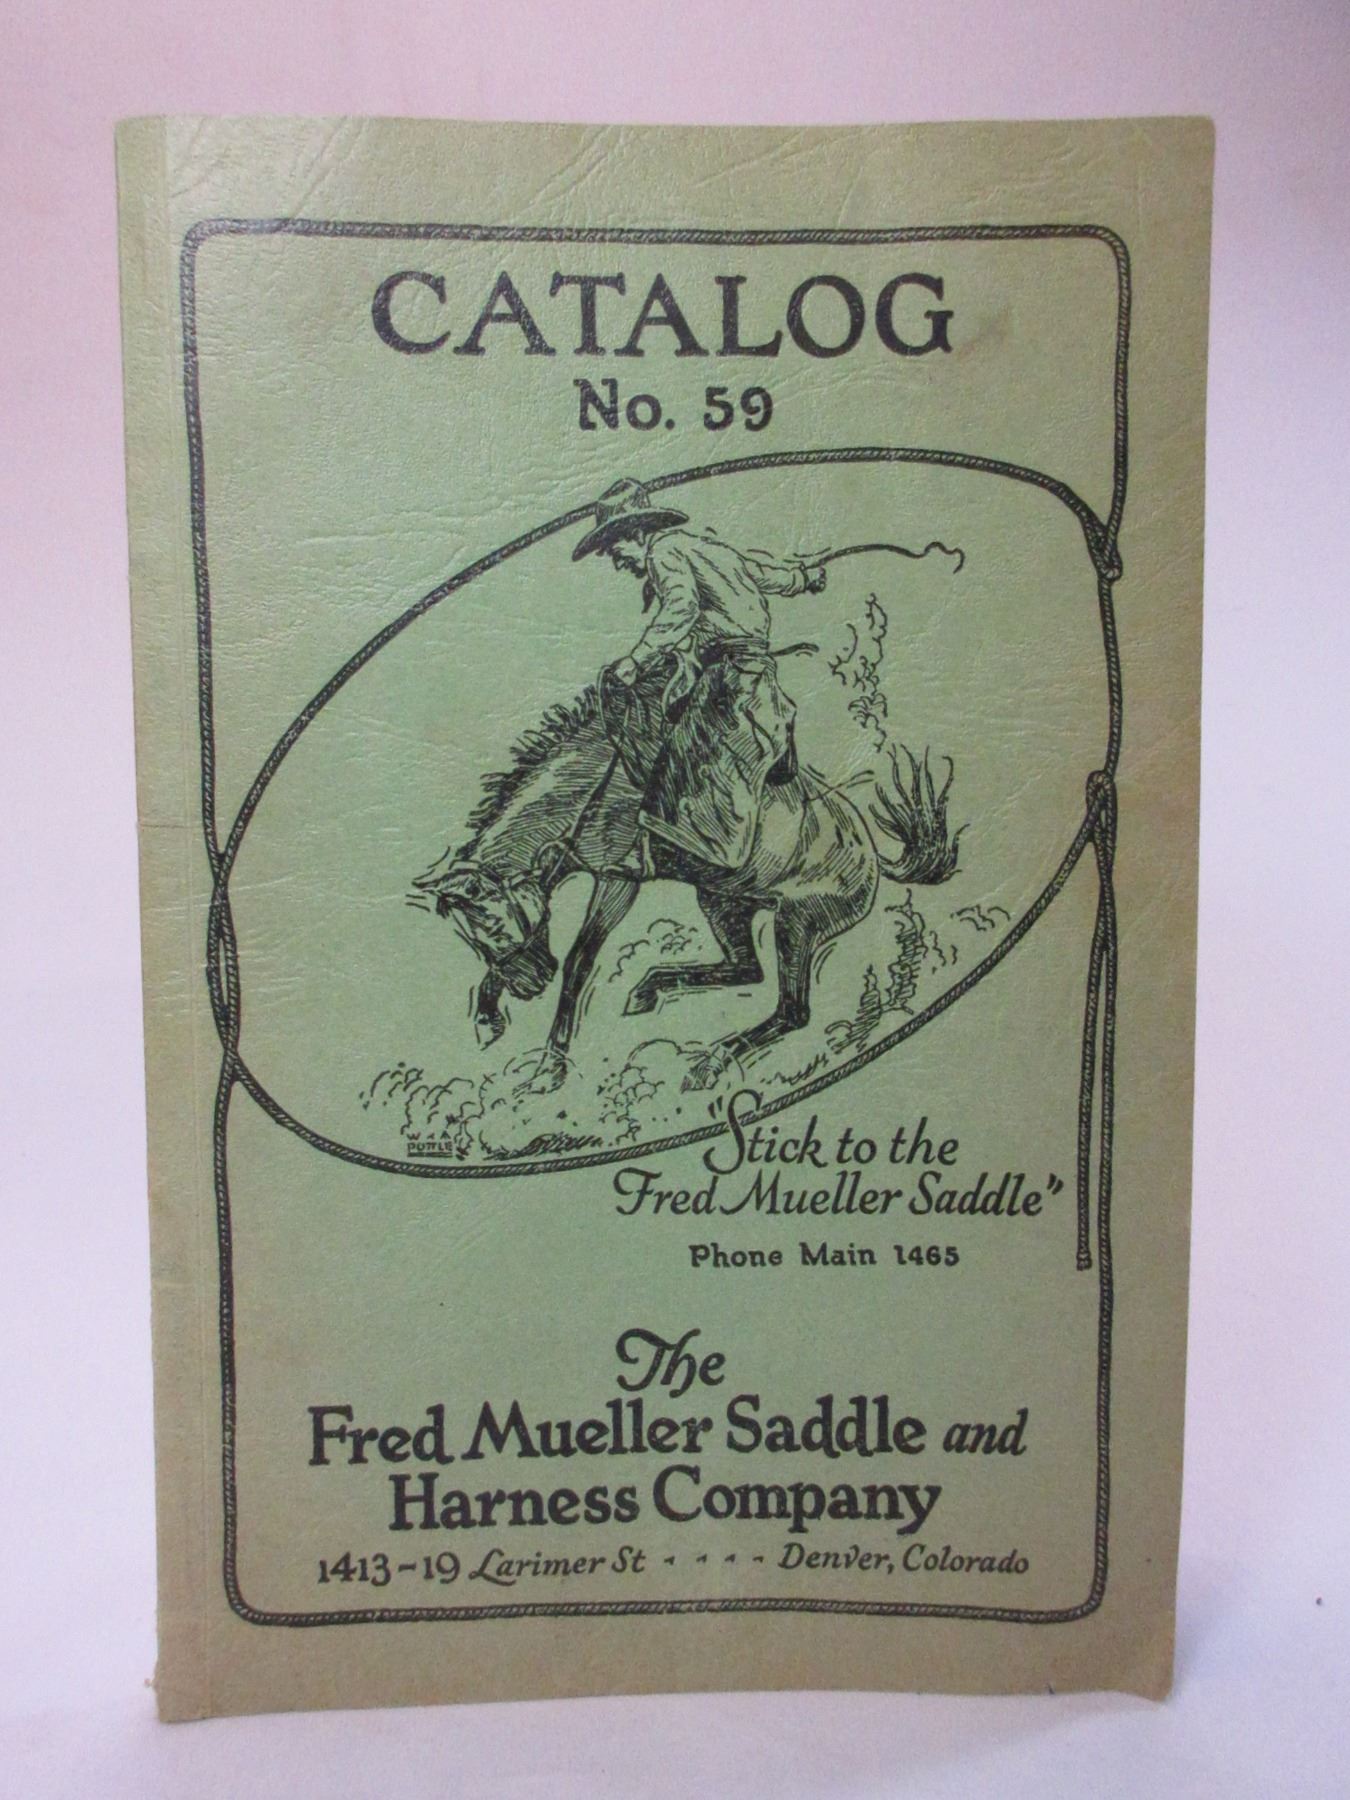 CATALOG
No. 59
"Stick to the
Fred Mueller Saddle"
Phone Main 1465
The
Fred Mueller Saddle and
Harness Company
1413-19 Larimer St - - - - Denver, Colorado